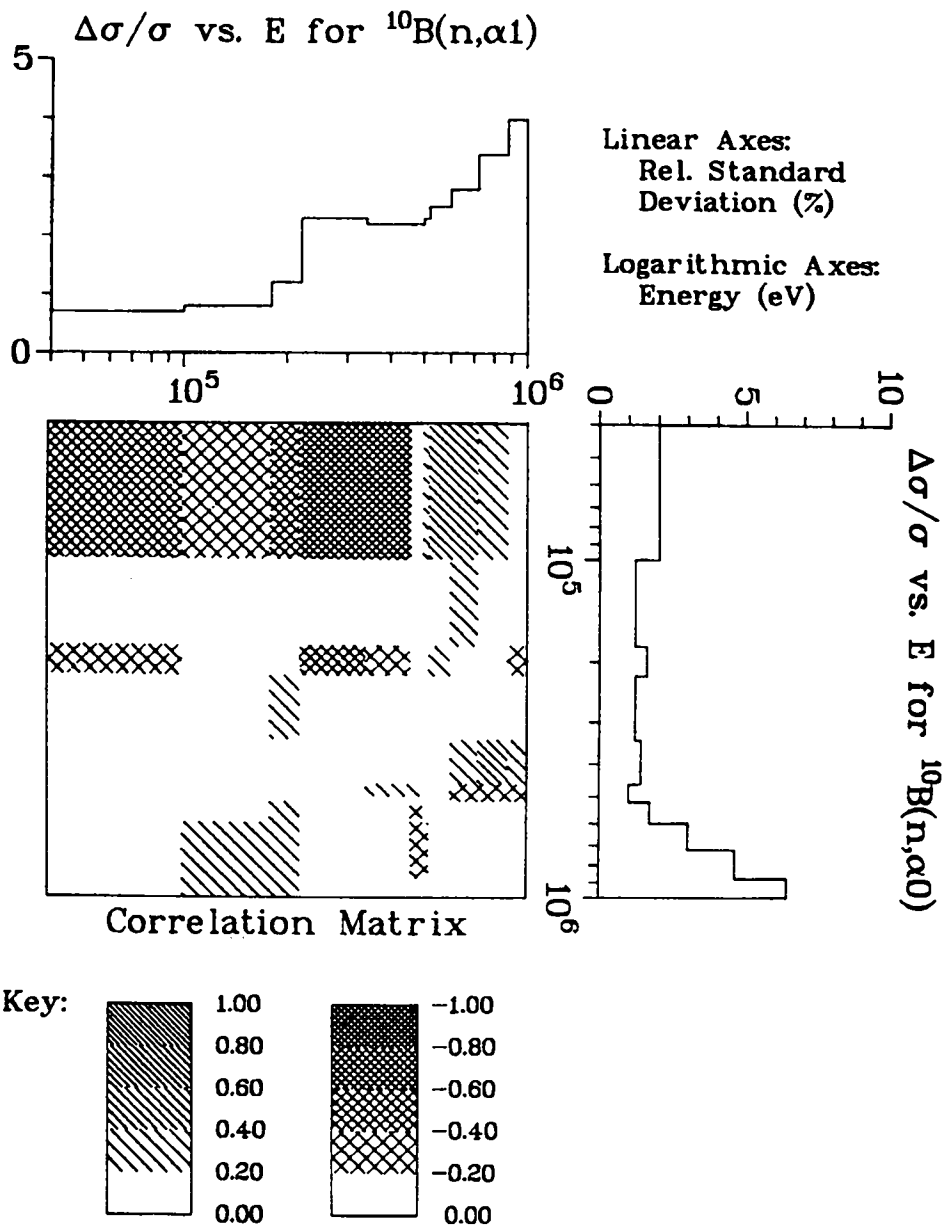 Δσ/σ vs. E for ¹⁰B(n,α1)
5
0
10⁵
10⁶
Linear Axes:
Rel. Standard
Deviation (%)
Logarithmic Axes:
Energy (eV)
0
5
10
10⁵
10⁶
Δσ/σ vs. E for ¹⁰B(n,α0)
Correlation Matrix
Key:
1.00
0.80
0.60
0.40
0.20
0.00
-1.00
-0.80
-0.60
-0.40
-0.20
0.00